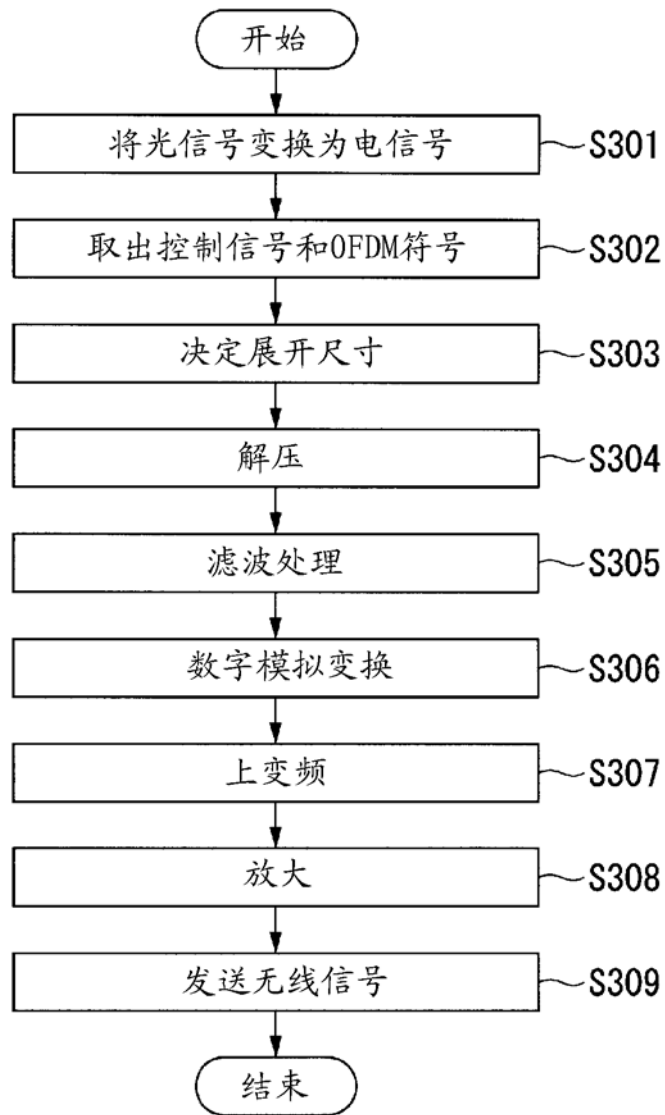 开始
将光信号变换为电信号 S301
取出控制信号和OFDM符号 S302
决定展开尺寸 S303
解压 S304
滤波处理 S305
数字模拟变换 S306
上变频 S307
放大 S308
发送无线信号 S309
结束